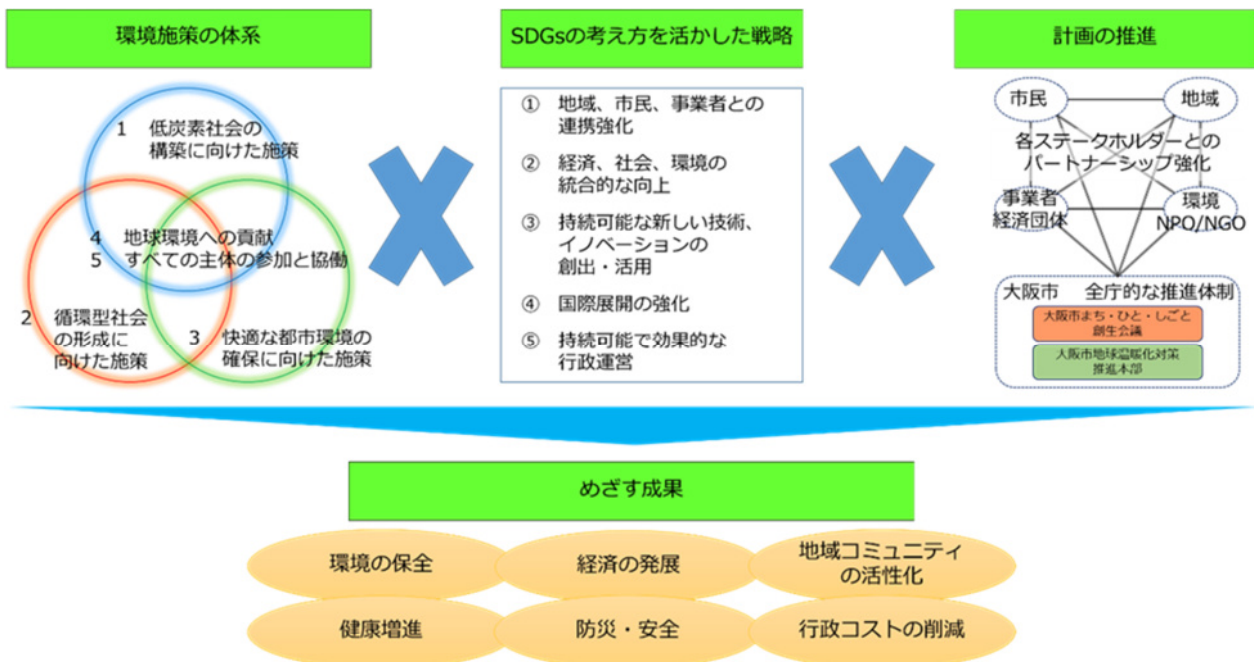 環境施策の体系
1 低炭素社会の
構築に向けた施策
4 地球環境への貢献
5 すべての主体の参加と協働
2 循環型社会
の形成に
向けた施策
3 快適な都市環境の
確保に向けた施策
SDGsの考え方を活かした戦略
① 地域、市民、事業者との
連携強化
② 経済、社会、環境の
統合的な向上
③ 持続可能な新しい技術、
イノベーションの
創出・活用
④ 国際展開の強化
⑤ 持続可能で効果的な
行政運営
計画の推進
市民
地域
各ステークホルダーとの
パートナーシップ強化
事業者
経済団体
環境
NPO/NGO
大阪市 全庁的な推進体制
大阪市まち・ひと・しごと
創生会議
大阪市地球温暖化対策
推進本部
めざす成果
環境の保全
経済の発展
地域コミュニティ
の活性化
健康増進
防災・安全
行政コストの削減